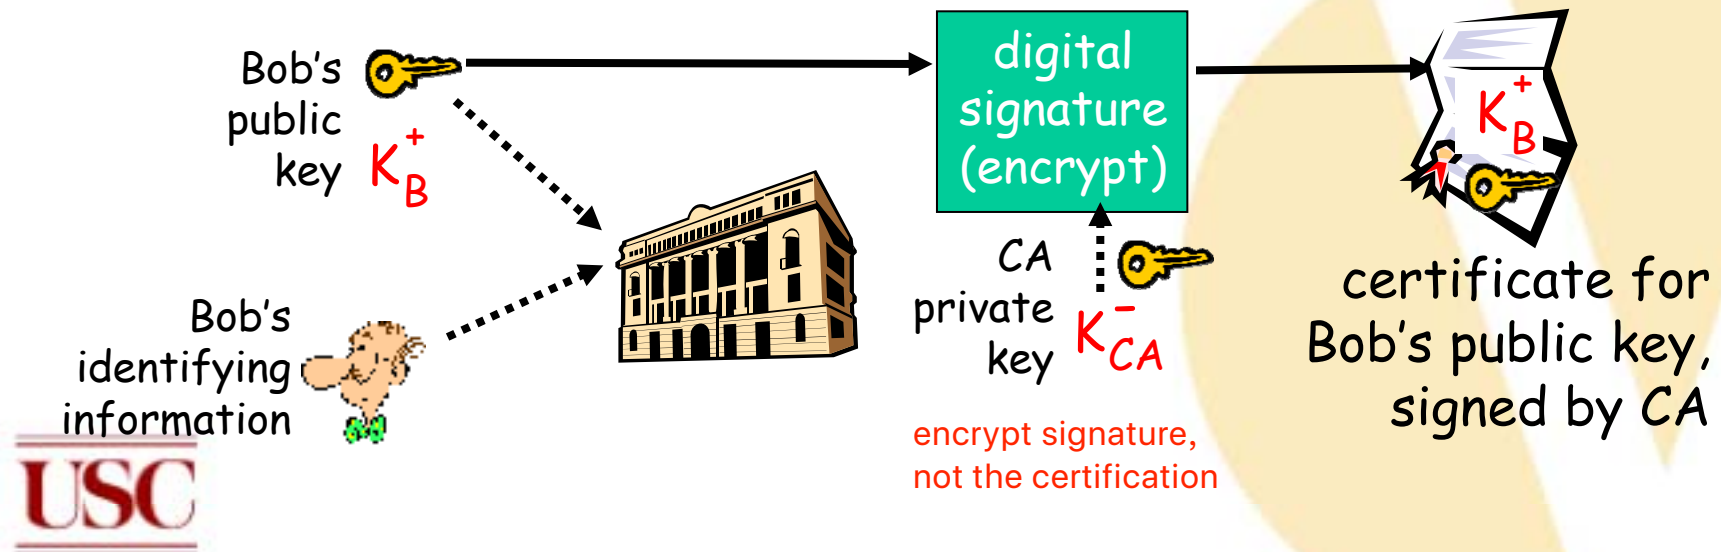 Bob's
public
key
K+B
digital
signature
(encrypt)
K+B
CA
private
key
K-CA
certificate for
Bob's public key,
signed by CA
Bob's
identifying
information
encrypt signature,
not the certification
USC